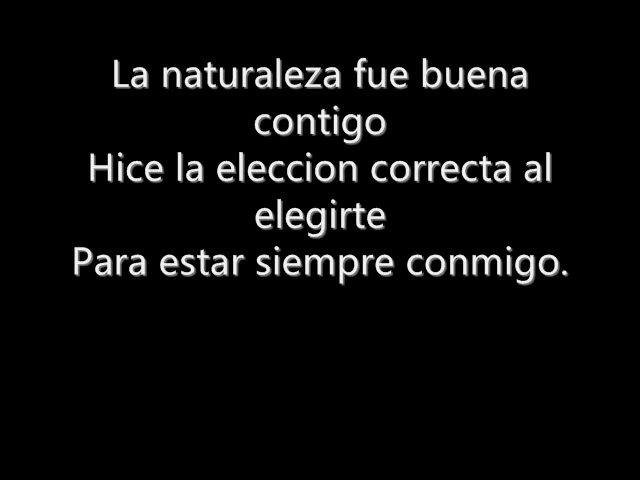 La naturaleza fue buena
contigo
Hice la eleccion correcta al
elegirte
Para estar siempre conmigo.